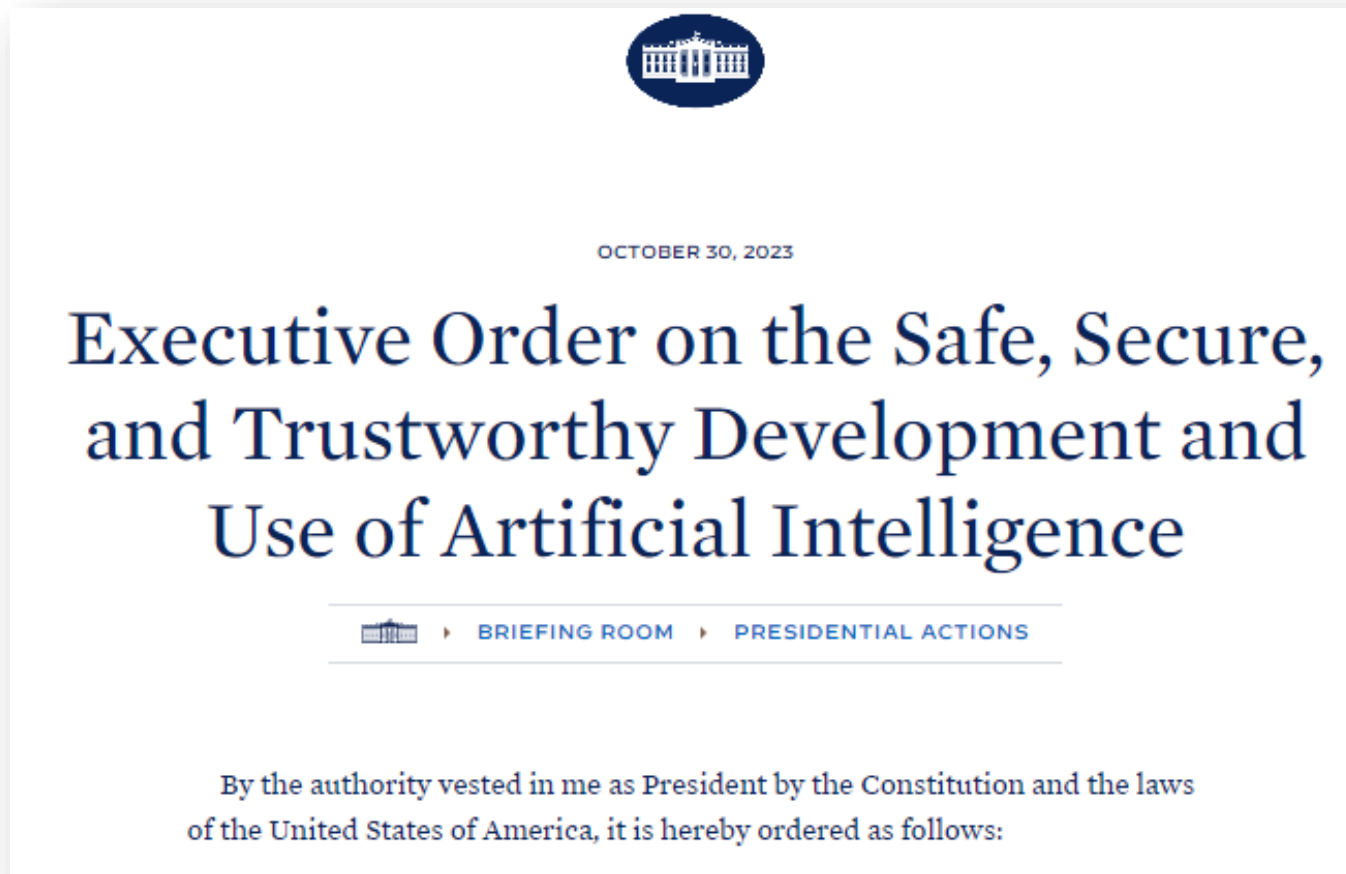 OCTOBER 30, 2023
Executive Order on the Safe, Secure,
and Trustworthy Development and
Use of Artificial Intelligence
BRIEFING ROOM PRESIDENTIAL ACTIONS
By the authority vested in me as President by the Constitution and the laws
of the United States of America, it is hereby ordered as follows: